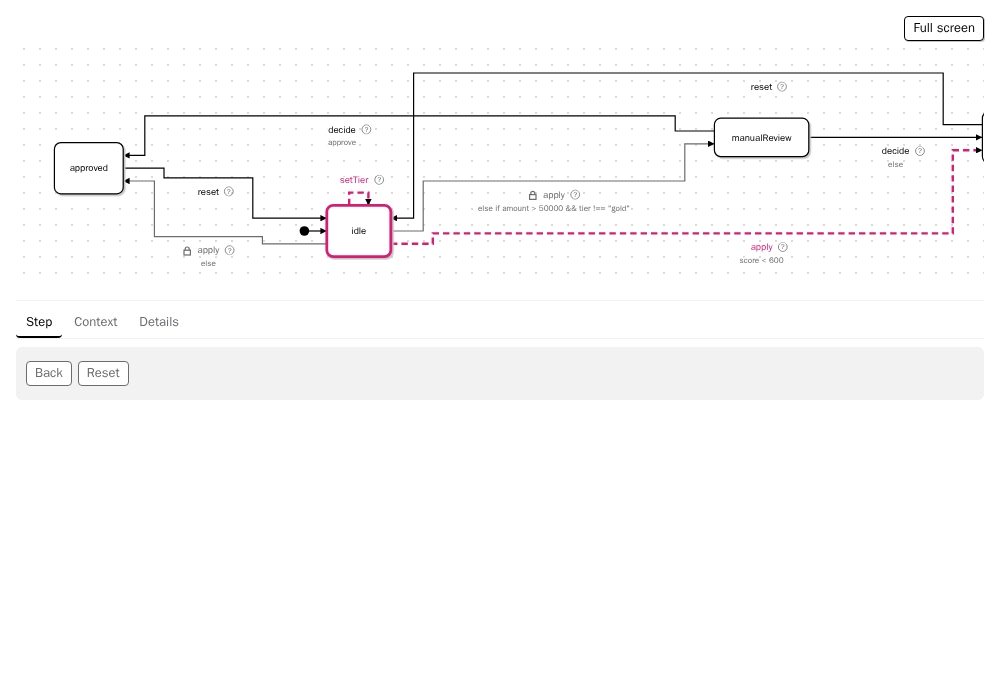 Full screen
reset ?
decide ?
approve
manualReview
decide ?
else
approved
setTier ?
reset ?
apply ?
else if amount > 50000 && tier !== "gold"
idle
apply ?
else
apply ?
score < 600
Step Context Details
Back Reset